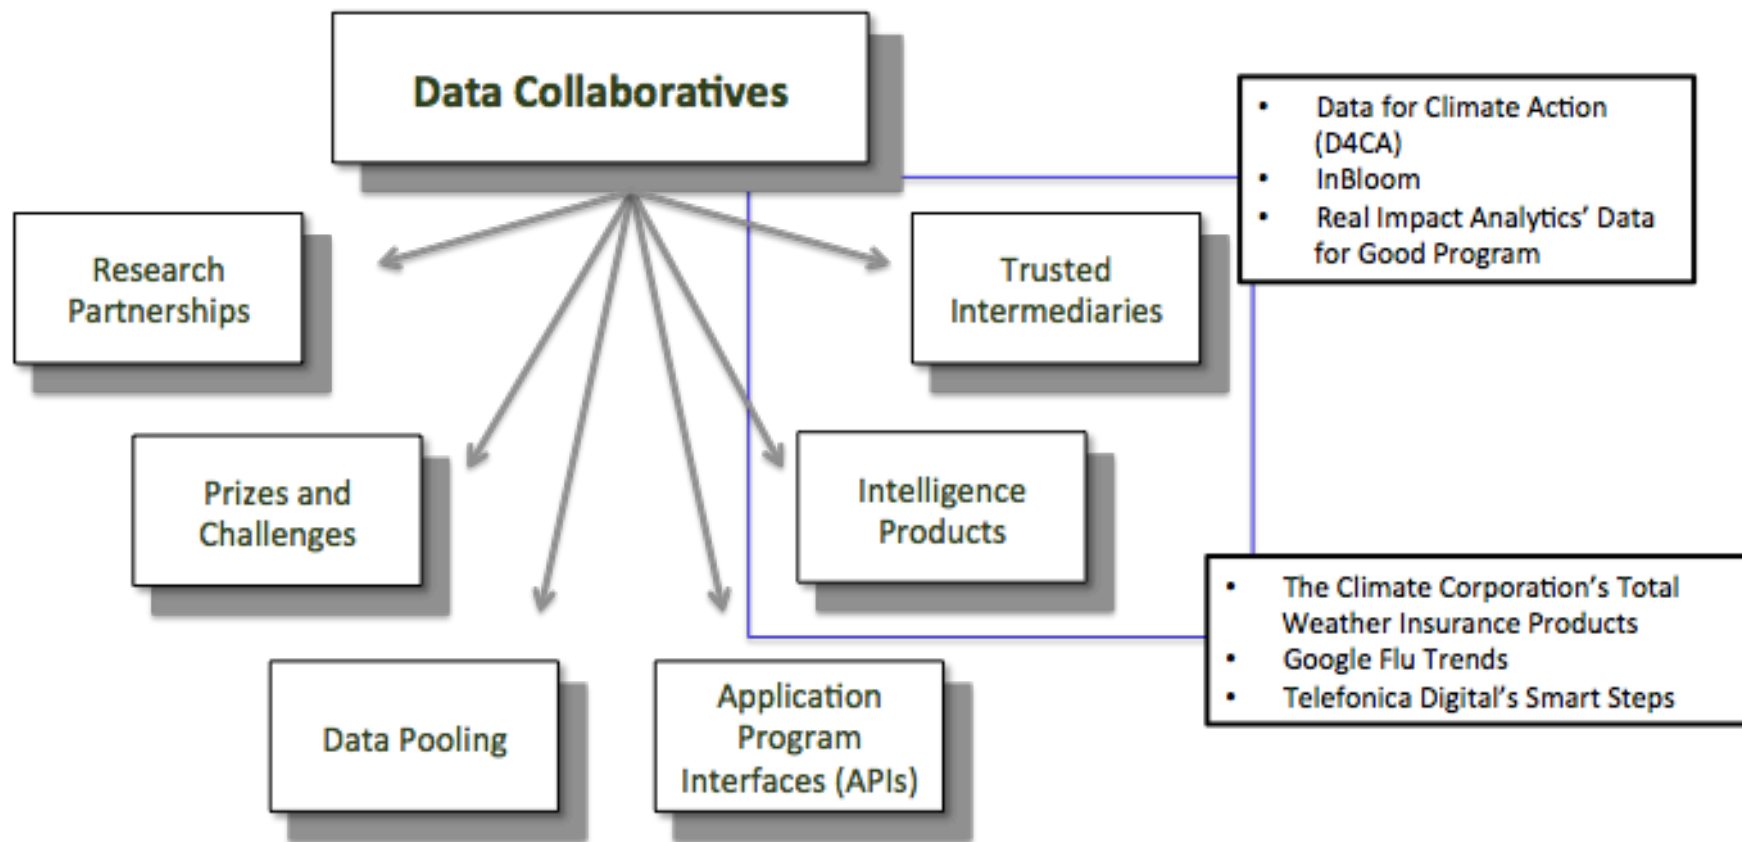 Data Collaboratives
• Data for Climate Action
(D4CA)
• InBloom
• Real Impact Analytics’ Data
for Good Program
Research
Partnerships
Trusted
Intermediaries
Prizes and
Challenges
Intelligence
Products
• The Climate Corporation’s Total
Weather Insurance Products
• Google Flu Trends
• Telefonica Digital’s Smart Steps
Data Pooling
Application
Program
Interfaces (APIs)